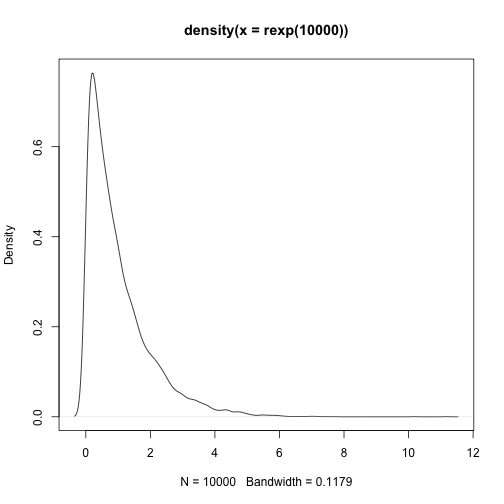 density(x = rexp(10000))
Density
0.6
0.4
0.2
0.0
0 2 4 6 8 10 12
N = 10000 Bandwidth = 0.1179